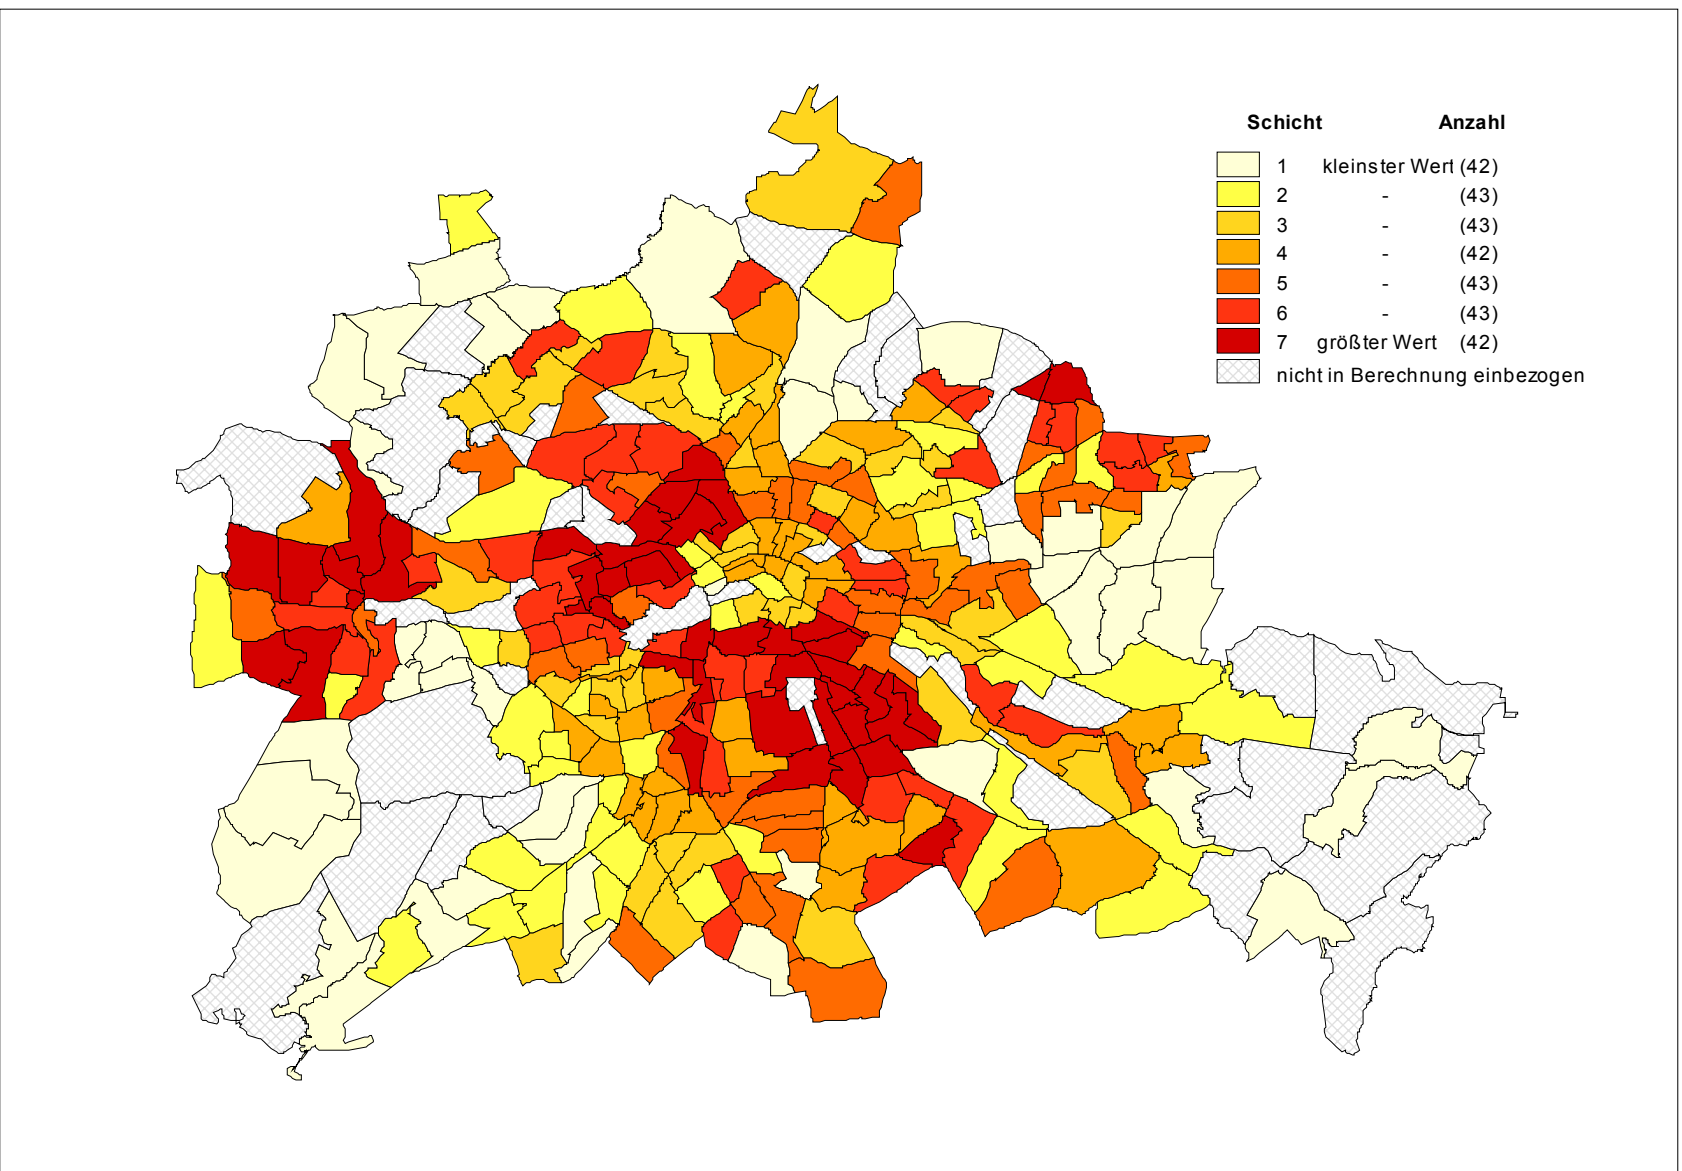 Schicht Anzahl
1 kleinster Wert (42)
2 - (43)
3 - (43)
4 - (42)
5 - (43)
6 - (43)
7 größter Wert (42)
nicht in Berechnung einbezogen